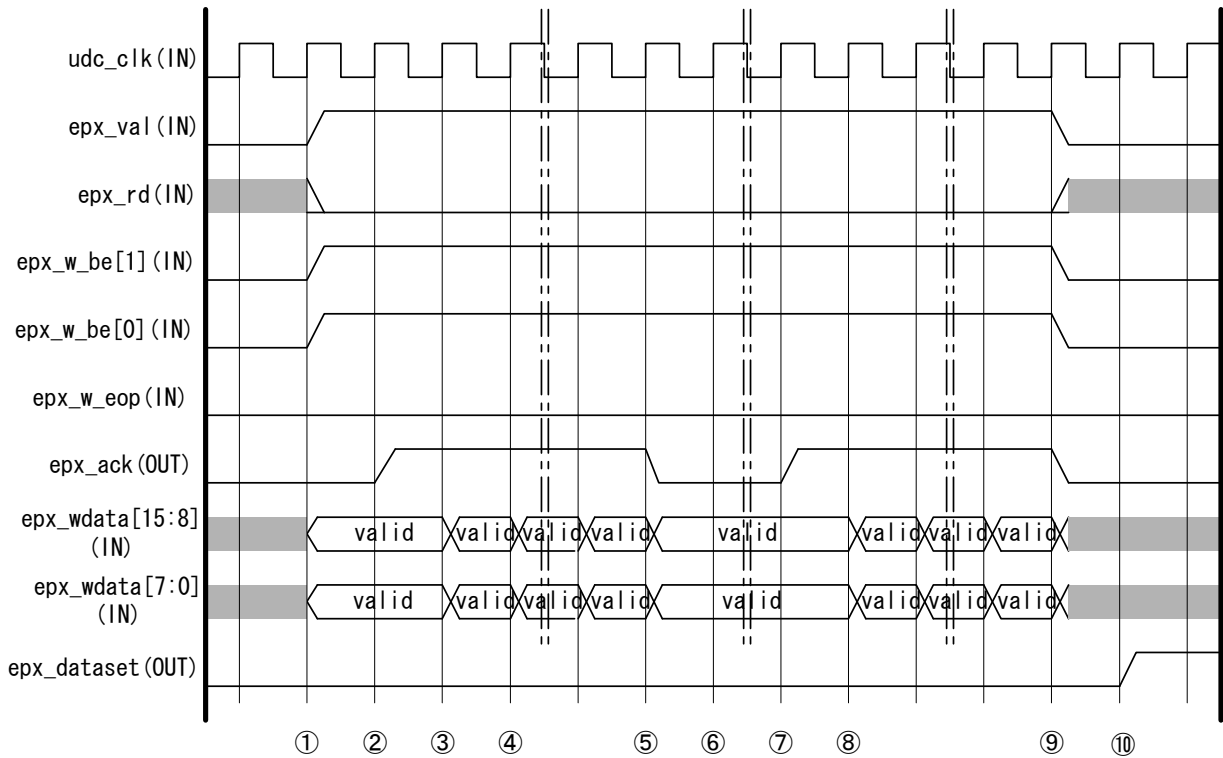 udc_clk(IN)
epx_val(IN)
epx_rd(IN)
epx_w_be[1](IN)
epx_w_be[0](IN)
epx_w_eop(IN)
epx_ack(OUT)
epx_wdata[15:8]
(IN)
valid valid valid valid valid valid valid valid
epx_wdata[7:0]
(IN)
valid valid valid valid valid valid valid valid
epx_dataset(OUT)
① ② ③ ④ ⑤ ⑥ ⑦ ⑧ ⑨ ⑩